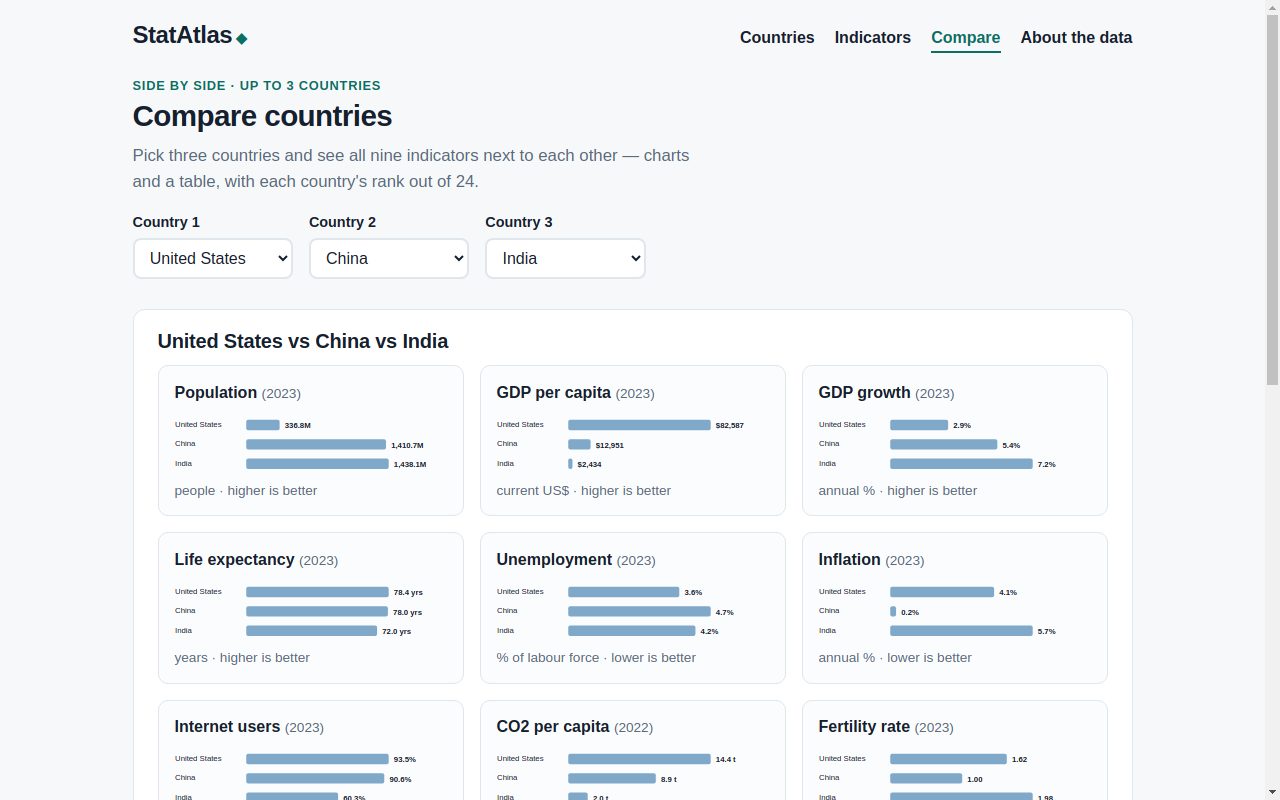 StatAtlas
Countries Indicators Compare About the data
SIDE BY SIDE · UP TO 3 COUNTRIES
Compare countries
Pick three countries and see all nine indicators next to each other — charts
and a table, with each country's rank out of 24.
Country 1 Country 2 Country 3
United States China India
United States vs China vs India
Population (2023)
United States 336.8M
China 1,410.7M
India 1,438.1M
people · higher is better
GDP per capita (2023)
United States $82,587
China $12,951
India $2,434
current US$ · higher is better
GDP growth (2023)
United States 2.9%
China 5.4%
India 7.2%
annual % · higher is better
Life expectancy (2023)
United States 78.4 yrs
China 78.0 yrs
India 72.0 yrs
years · higher is better
Unemployment (2023)
United States 3.6%
China 4.7%
India 4.2%
% of labour force · lower is better
Inflation (2023)
United States 4.1%
China 0.2%
India 5.7%
annual % · lower is better
Internet users (2023)
United States 93.5%
China 90.6%
India 60.3%
CO2 per capita (2022)
United States 14.4 t
China 8.9 t
India 2.0 t
Fertility rate (2023)
United States 1.62
China 1.00
India 1.98